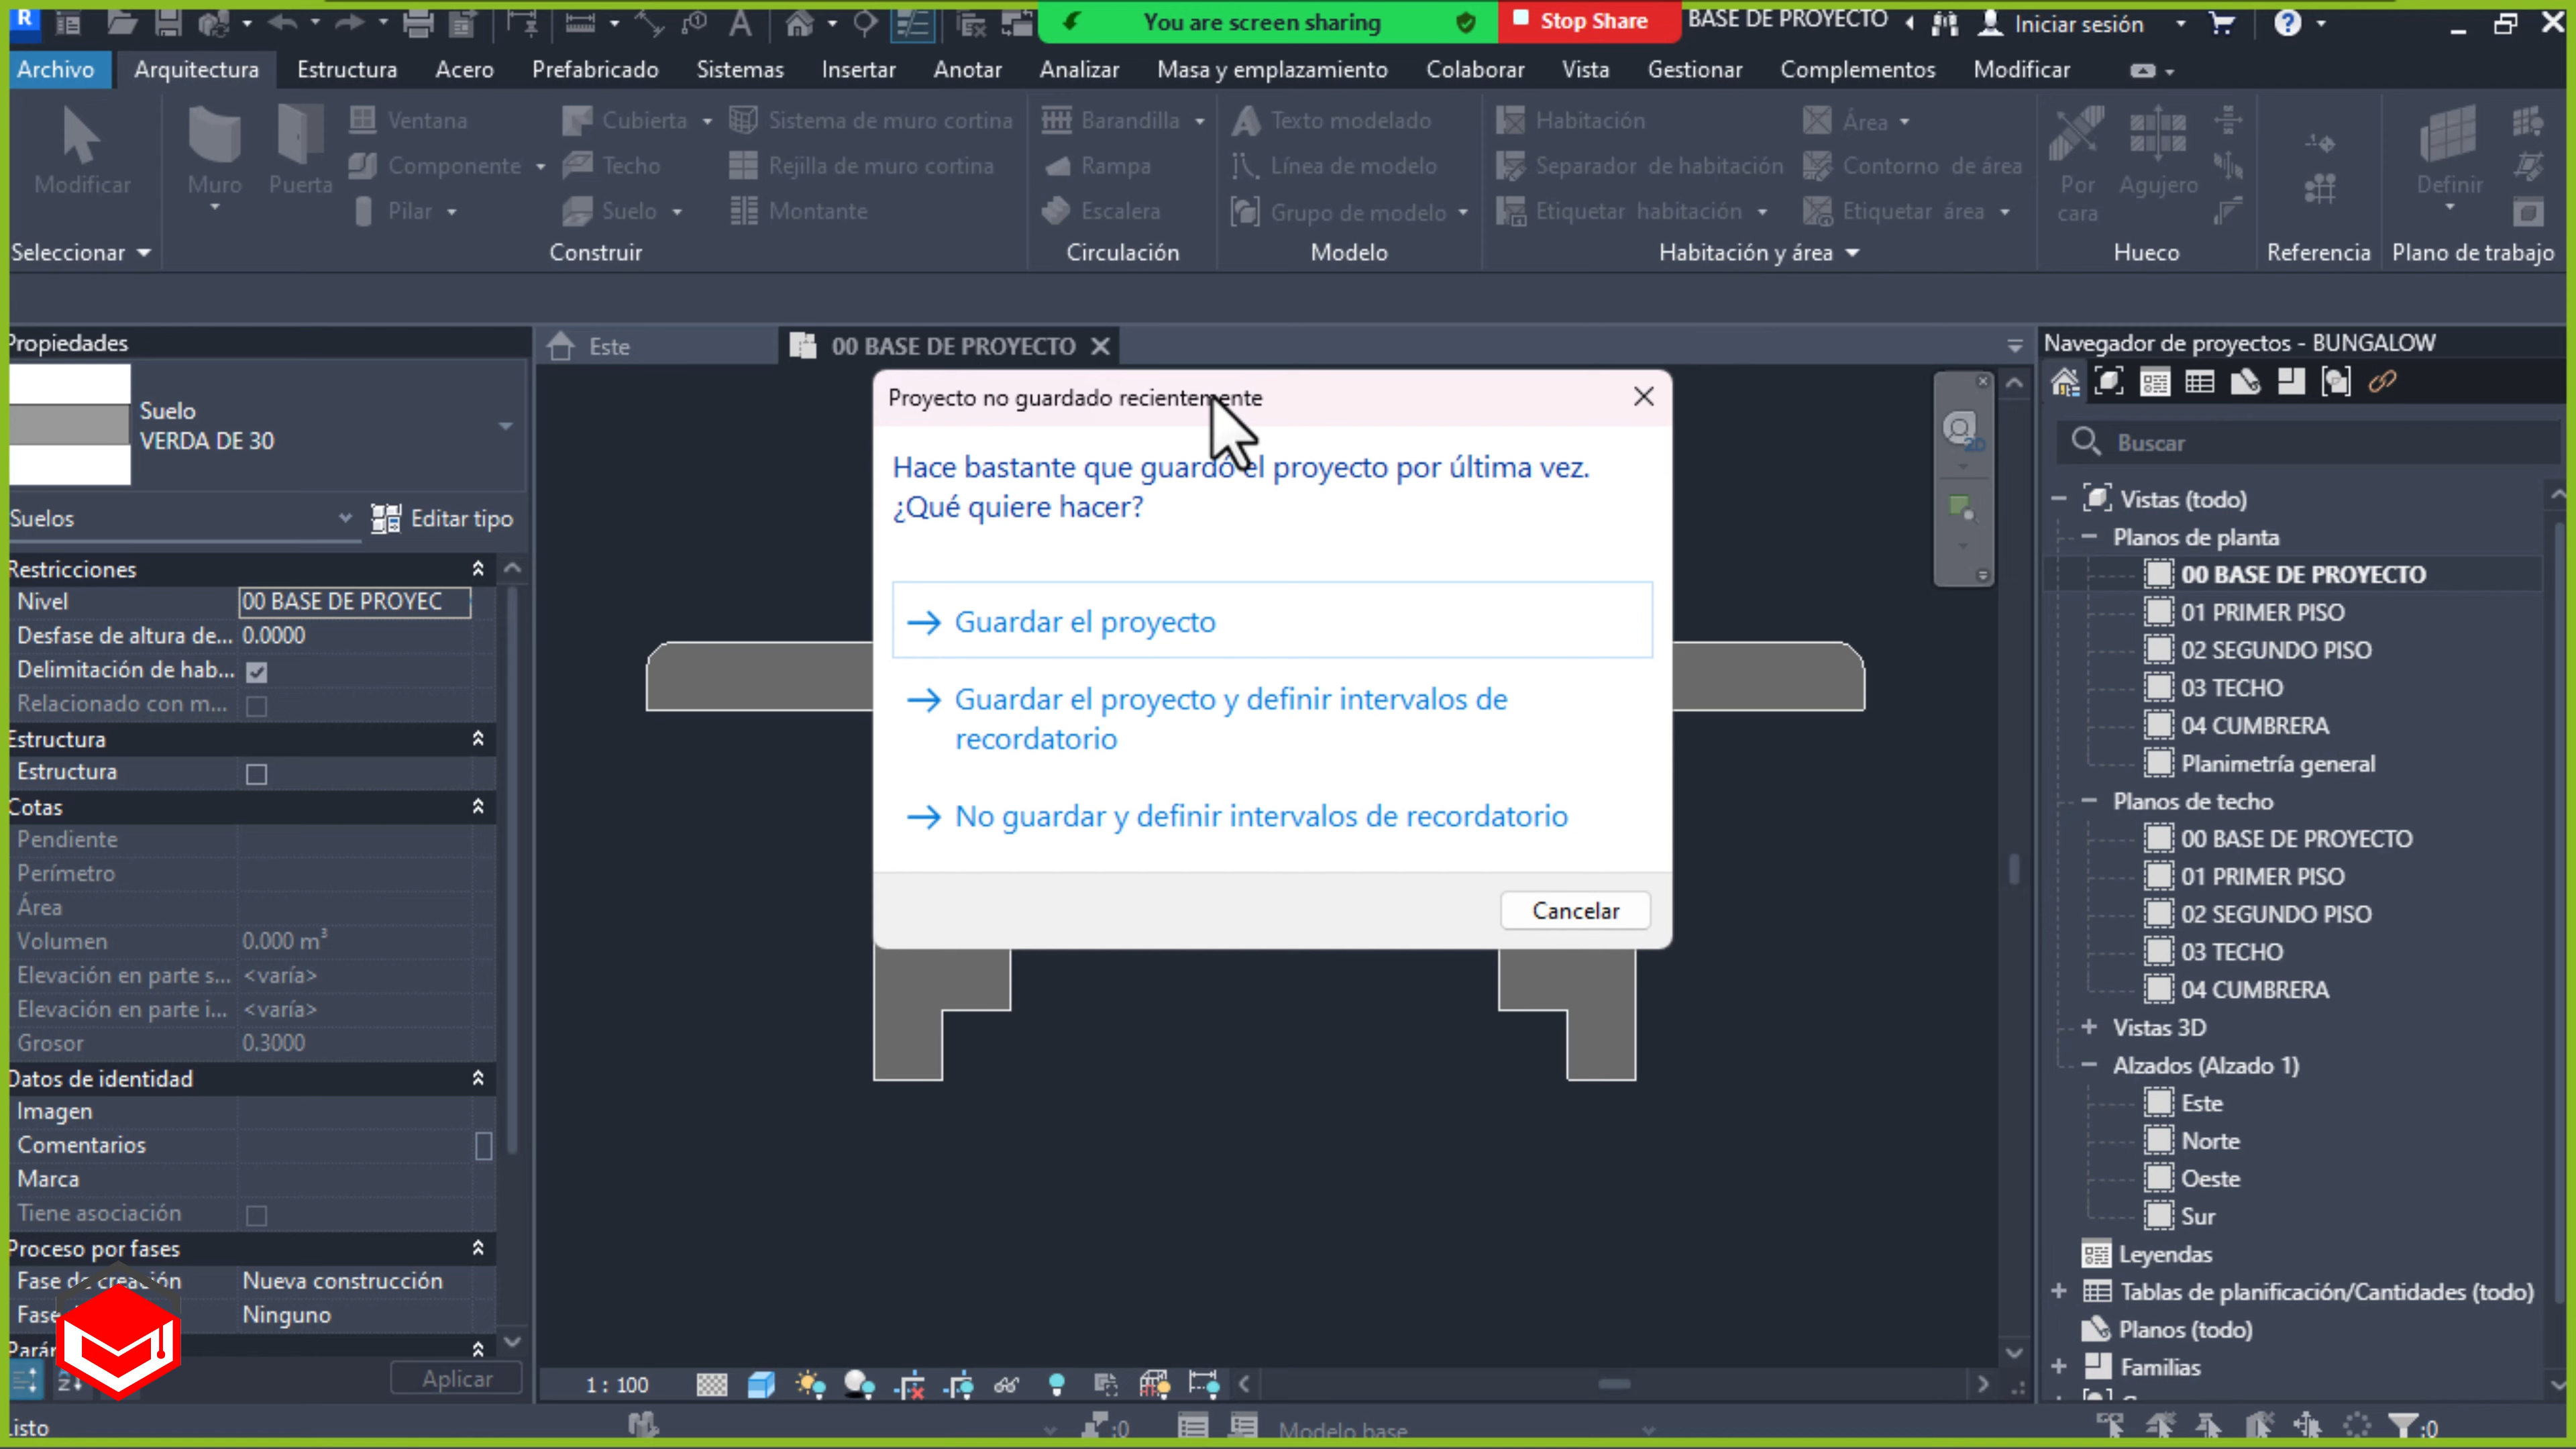 You are screen sharing
Stop Share
BASE DE PROYECTO
Iniciar sesión
Archivo Arquitectura Estructura Acero Prefabricado Sistemas Insertar Anotar Analizar Masa y emplazamiento Colaborar Vista Gestionar Complementos Modificar
Ventana Cubierta Sistema de muro cortina Barandilla Texto modelado Habitación Área
Componente Techo Rejilla de muro cortina Rampa Línea de modelo Separador de habitación Contorno de área
Modificar Muro Puerta Por cara Agujero Definir
Pilar Suelo Montante Escalera Grupo de modelo Etiquetar habitación Etiquetar área
Seleccionar Construir Circulación Modelo Habitación y área Hueco Referencia Plano de trabajo
Propiedades
Suelo
VERDA DE 30
Suelos Editar tipo
Restricciones
Nivel 00 BASE DE PROYEC
Desfase de altura de... 0.0000
Delimitación de hab...
Relacionado con m...
Estructura
Estructura
Cotas
Pendiente
Perímetro
Área
Volumen 0.000 m³
Elevación en parte s... <varía>
Elevación en parte i... <varía>
Grosor 0.3000
Datos de identidad
Imagen
Comentarios
Marca
Tiene asociación
Proceso por fases
Fase de creación Nueva construcción
Fase Ninguno
Aplicar
Este
00 BASE DE PROYECTO
Proyecto no guardado recientemente
Hace bastante que guardó el proyecto por última vez.
¿Qué quiere hacer?
Guardar el proyecto
Guardar el proyecto y definir intervalos de
recordatorio
No guardar y definir intervalos de recordatorio
Cancelar
2D
1 : 100
Navegador de proyectos - BUNGALOW
Buscar
Vistas (todo)
Planos de planta
00 BASE DE PROYECTO
01 PRIMER PISO
02 SEGUNDO PISO
03 TECHO
04 CUMBRERA
Planimetría general
Planos de techo
00 BASE DE PROYECTO
01 PRIMER PISO
02 SEGUNDO PISO
03 TECHO
04 CUMBRERA
Vistas 3D
Alzados (Alzado 1)
Este
Norte
Oeste
Sur
Leyendas
Tablas de planificación/Cantidades (todo)
Planos (todo)
Familias
Listo :0 Modelo base :0